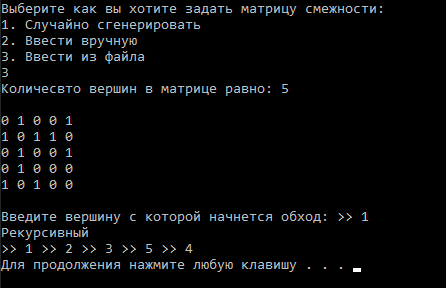 Выберите как вы хотите задать матрицу смежности:
1. Случайно сгенерировать
2. Ввести вручную
3. Ввести из файла
3
Количесвто вершин в матрице равно: 5
0 1 0 0 1
1 0 1 1 0
0 1 0 0 1
0 1 0 0 0
1 0 1 0 0
Введите вершину с которой начнется обход: >> 1
Рекурсивный
>> 1 >> 2 >> 3 >> 5 >> 4
Для продолжения нажмите любую клавишу . . .